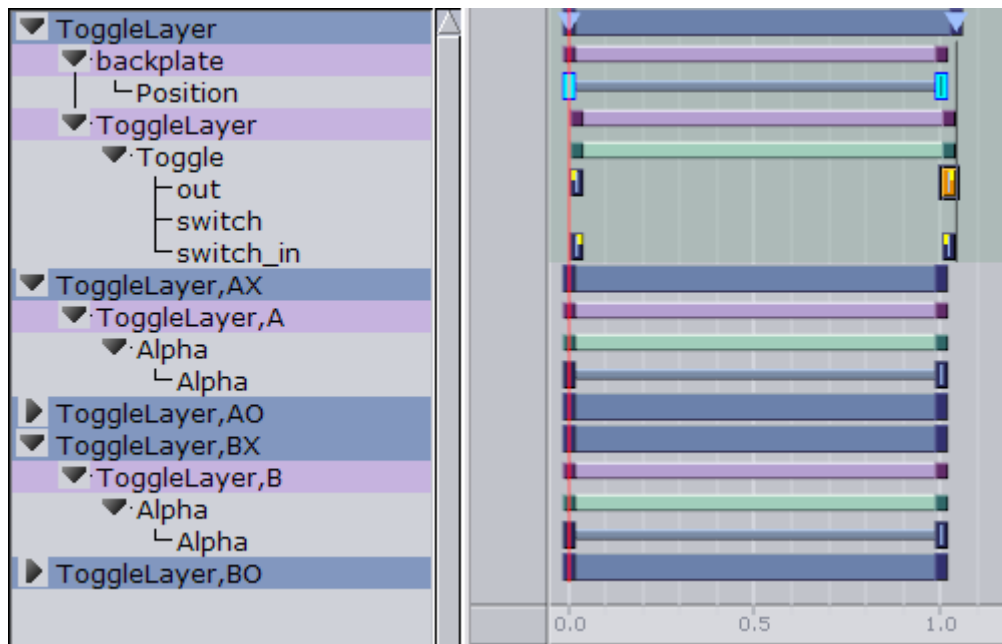 ToggleLayer
backplate
Position
ToggleLayer
Toggle
out
switch
switch_in
ToggleLayer,AX
ToggleLayer,A
Alpha
Alpha
ToggleLayer,AO
ToggleLayer,BX
ToggleLayer,B
Alpha
Alpha
ToggleLayer,BO
0.0 0.5 1.0